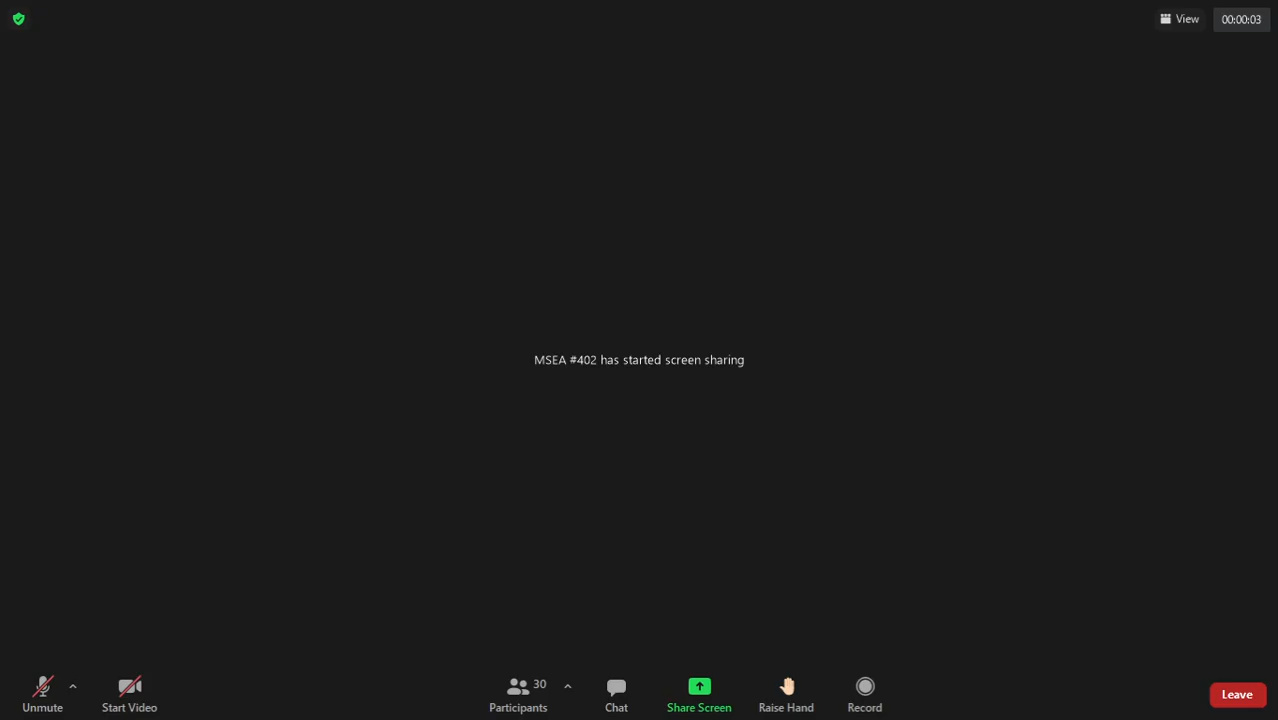 View
00:00:03
MSEA #402 has started screen sharing
30
Unmute
Start Video
Participants
Chat
Share Screen
Raise Hand
Record
Leave